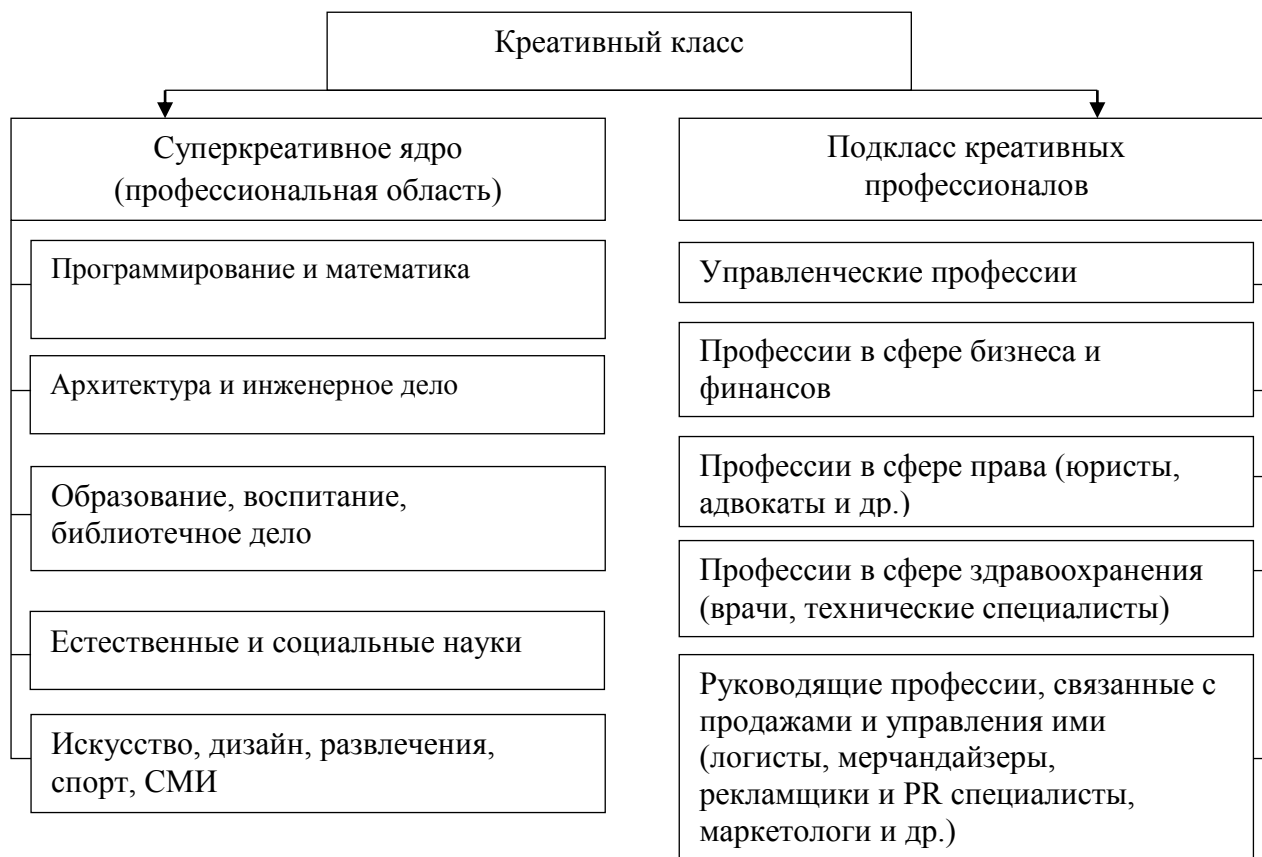 Креативный класс
Суперкреативное ядро
(профессиональная область)
Программирование и математика
Архитектура и инженерное дело
Образование, воспитание,
библиотечное дело
Естественные и социальные науки
Искусство, дизайн, развлечения,
спорт, СМИ
Подкласс креативных
профессионалов
Управленческие профессии
Профессии в сфере бизнеса и
финансов
Профессии в сфере права (юристы,
адвокаты и др.)
Профессии в сфере здравоохранения
(врачи, технические специалисты)
Руководящие профессии, связанные с
продажами и управления ими
(логисты, мерчандайзеры,
рекламщики и PR специалисты,
маркетологи и др.)